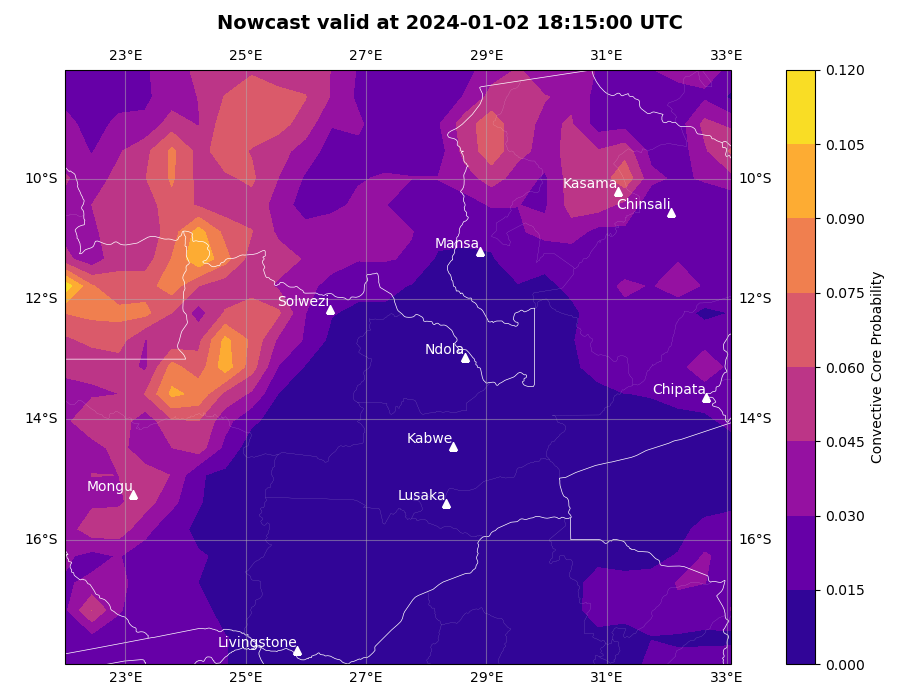 Nowcast valid at 2024-01-02 18:15:00 UTC
23°E 25°E 27°E 29°E 31°E 33°E
0.120
0.105
10°S Kasama 10°S
Chinsali
0.090
Mansa
0.075
12°S Solwezi 12°S
Ndola
0.060
Chipata
Convective Core Probability
14°S 14°S
Kabwe
0.045
Mongu
Lusaka
0.030
16°S 16°S
0.015
Livingstone
0.000
23°E 25°E 27°E 29°E 31°E 33°E